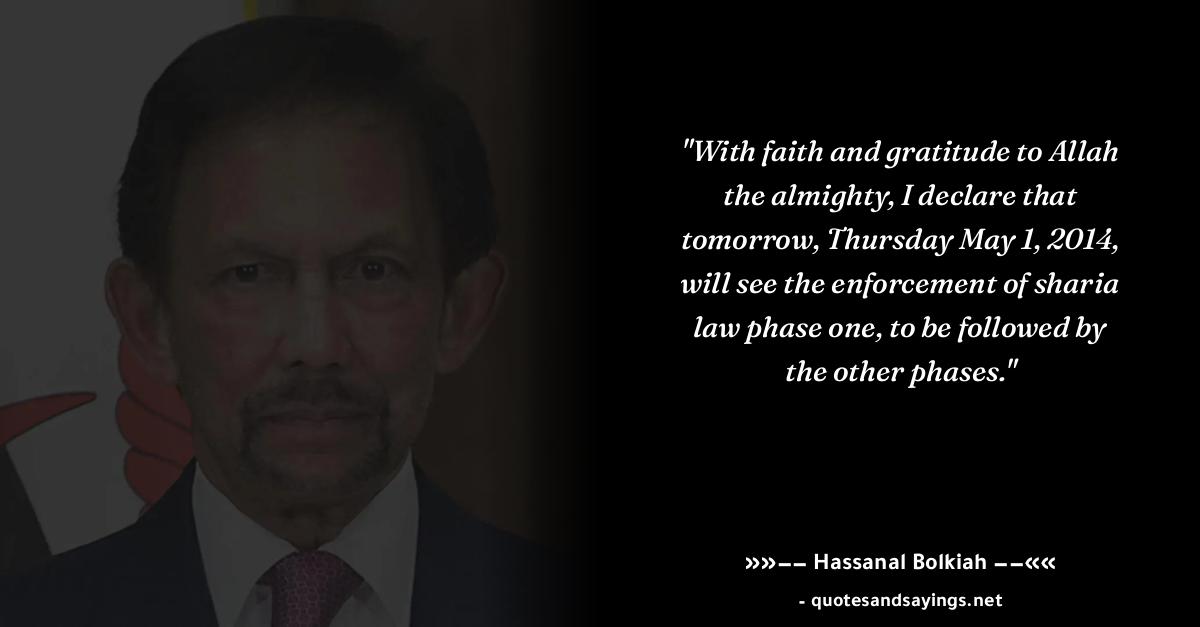 "With faith and gratitude to Allah
the almighty, I declare that
tomorrow, Thursday May 1, 2014,
will see the enforcement of sharia
law phase one, to be followed by
the other phases."
»»–– Hassanal Bolkiah ––««
- quotesandsayings.net